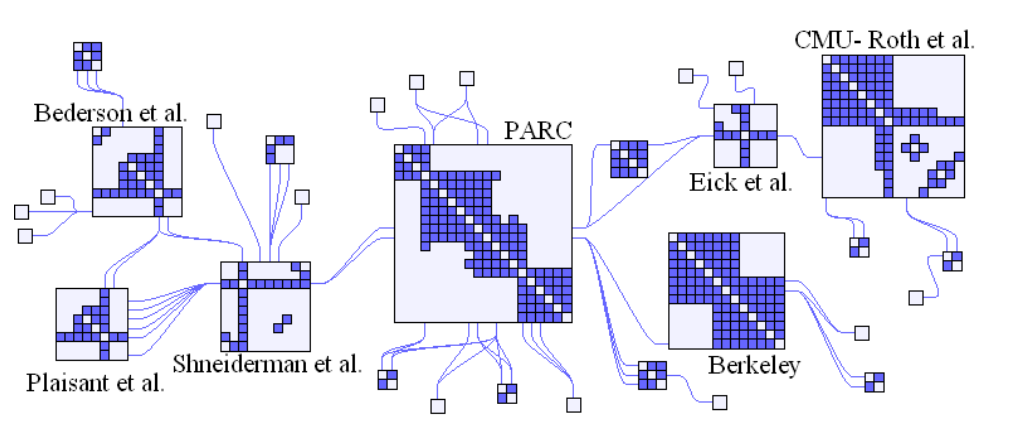 CMU- Roth et al.
Bederson et al.
PARC
Eick et al.
Shneiderman et al.
Berkeley
Plaisant et al.